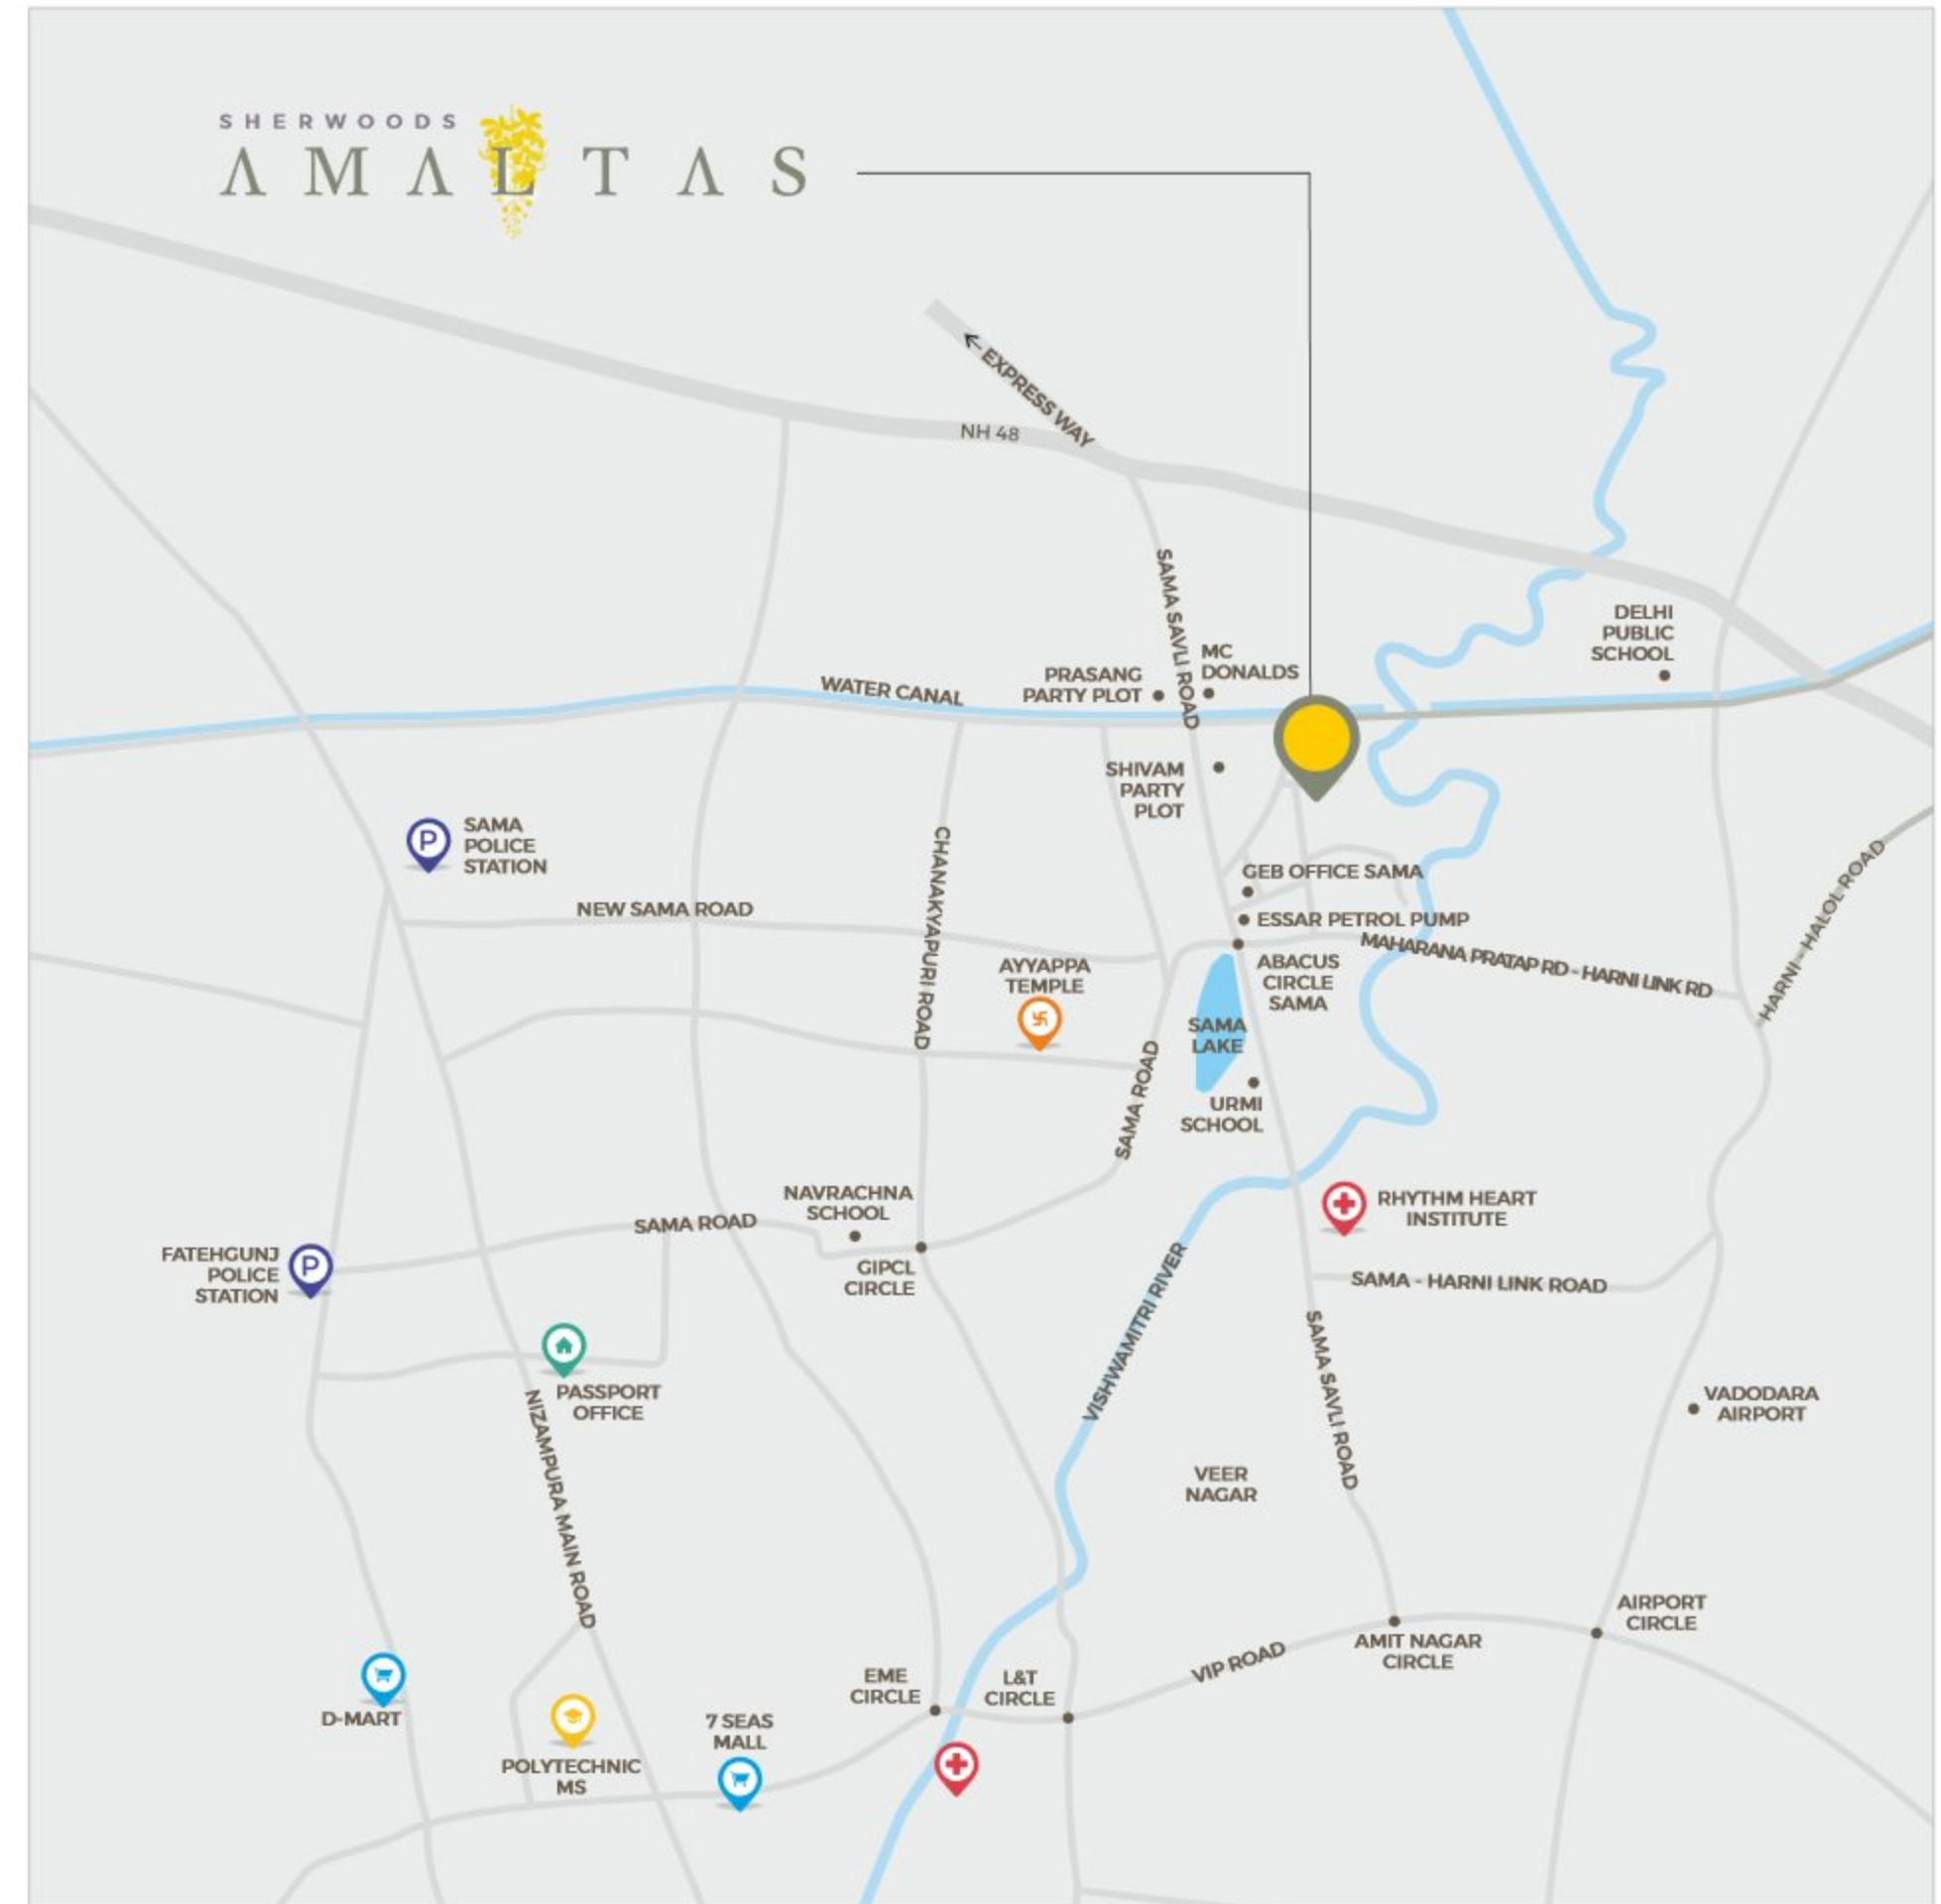 SHERWOODS
AMALTAS
← EXPRESS WAY
NH 48
SAMA SAVLI ROAD
DELHI
PUBLIC
SCHOOL
MC
DONALDS
PRASANG
PARTY PLOT
WATER CANAL
SHIVAM
PARTY
PLOT
P
SAMA
POLICE
STATION
CHANAKYAPURI ROAD
GEB OFFICE SAMA
HARNI - HALOL ROAD
NEW SAMA ROAD
ESSAR PETROL PUMP
MAHARANA PRATAP RD - HARNI LINK RD
ABACUS
CIRCLE
SAMA
AYYAPPA
TEMPLE
SAMA
LAKE
SAMA ROAD
URMI
SCHOOL
NAVRACHNA
SCHOOL
RHYTHM HEART
INSTITUTE
SAMA ROAD
FATEHGUNJ
POLICE
STATION
P
GIPCL
CIRCLE
VISHWAMITRI RIVER
SAMA - HARNI LINK ROAD
SAMA SAVLI ROAD
PASSPORT
OFFICE
NIZAMPURA MAIN ROAD
VADODARA
AIRPORT
VEER
NAGAR
AIRPORT
CIRCLE
AMIT NAGAR
CIRCLE
VIP ROAD
EME
CIRCLE
L&T
CIRCLE
D-MART
7 SEAS
MALL
POLYTECHNIC
MS